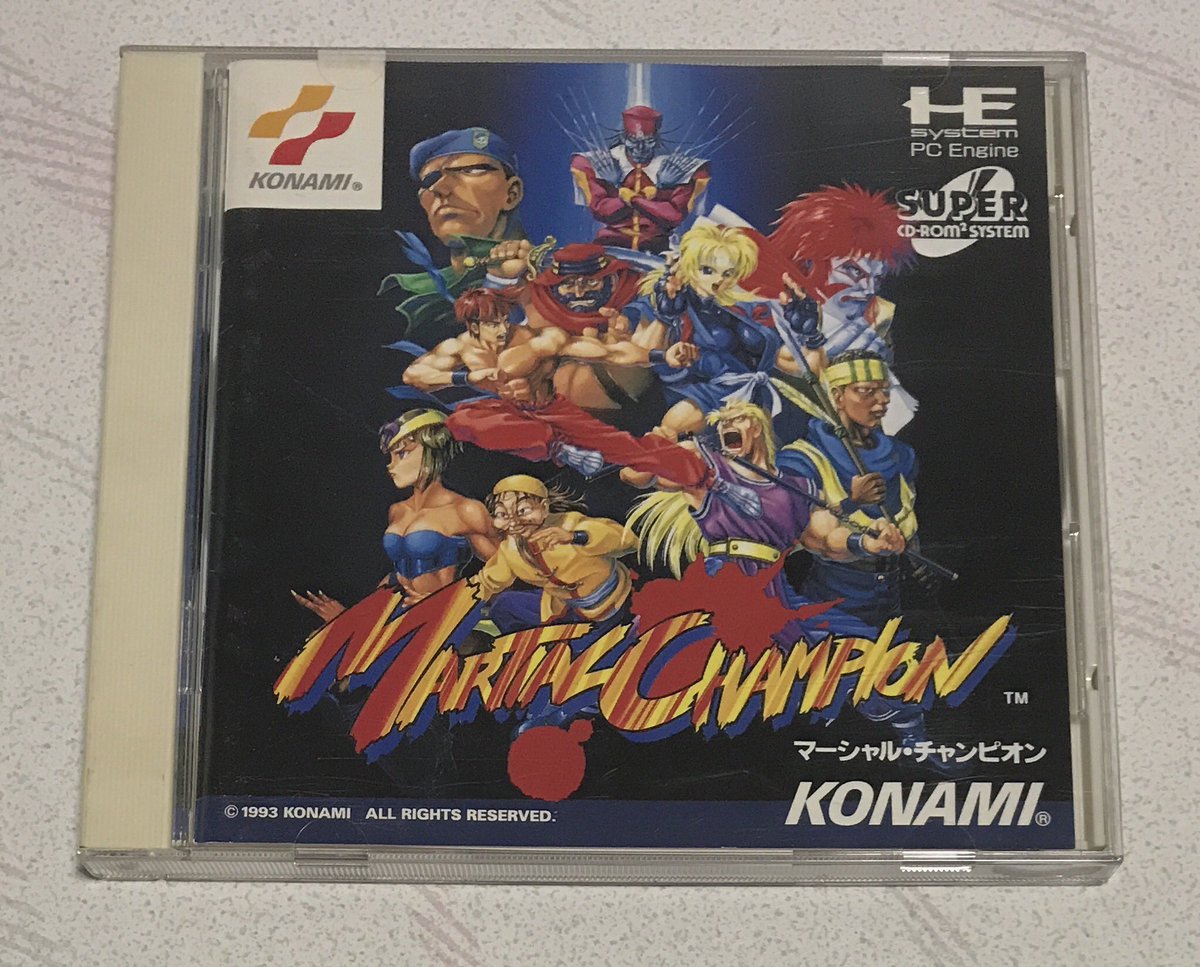 KONAMI®
HE
system
PC Engine
SUPER
CD-ROM² SYSTEM
MARTIAL CHAMPION
TM
マーシャル・チャンピオン
KONAMI®
© 1993 KONAMI ALL RIGHTS RESERVED.